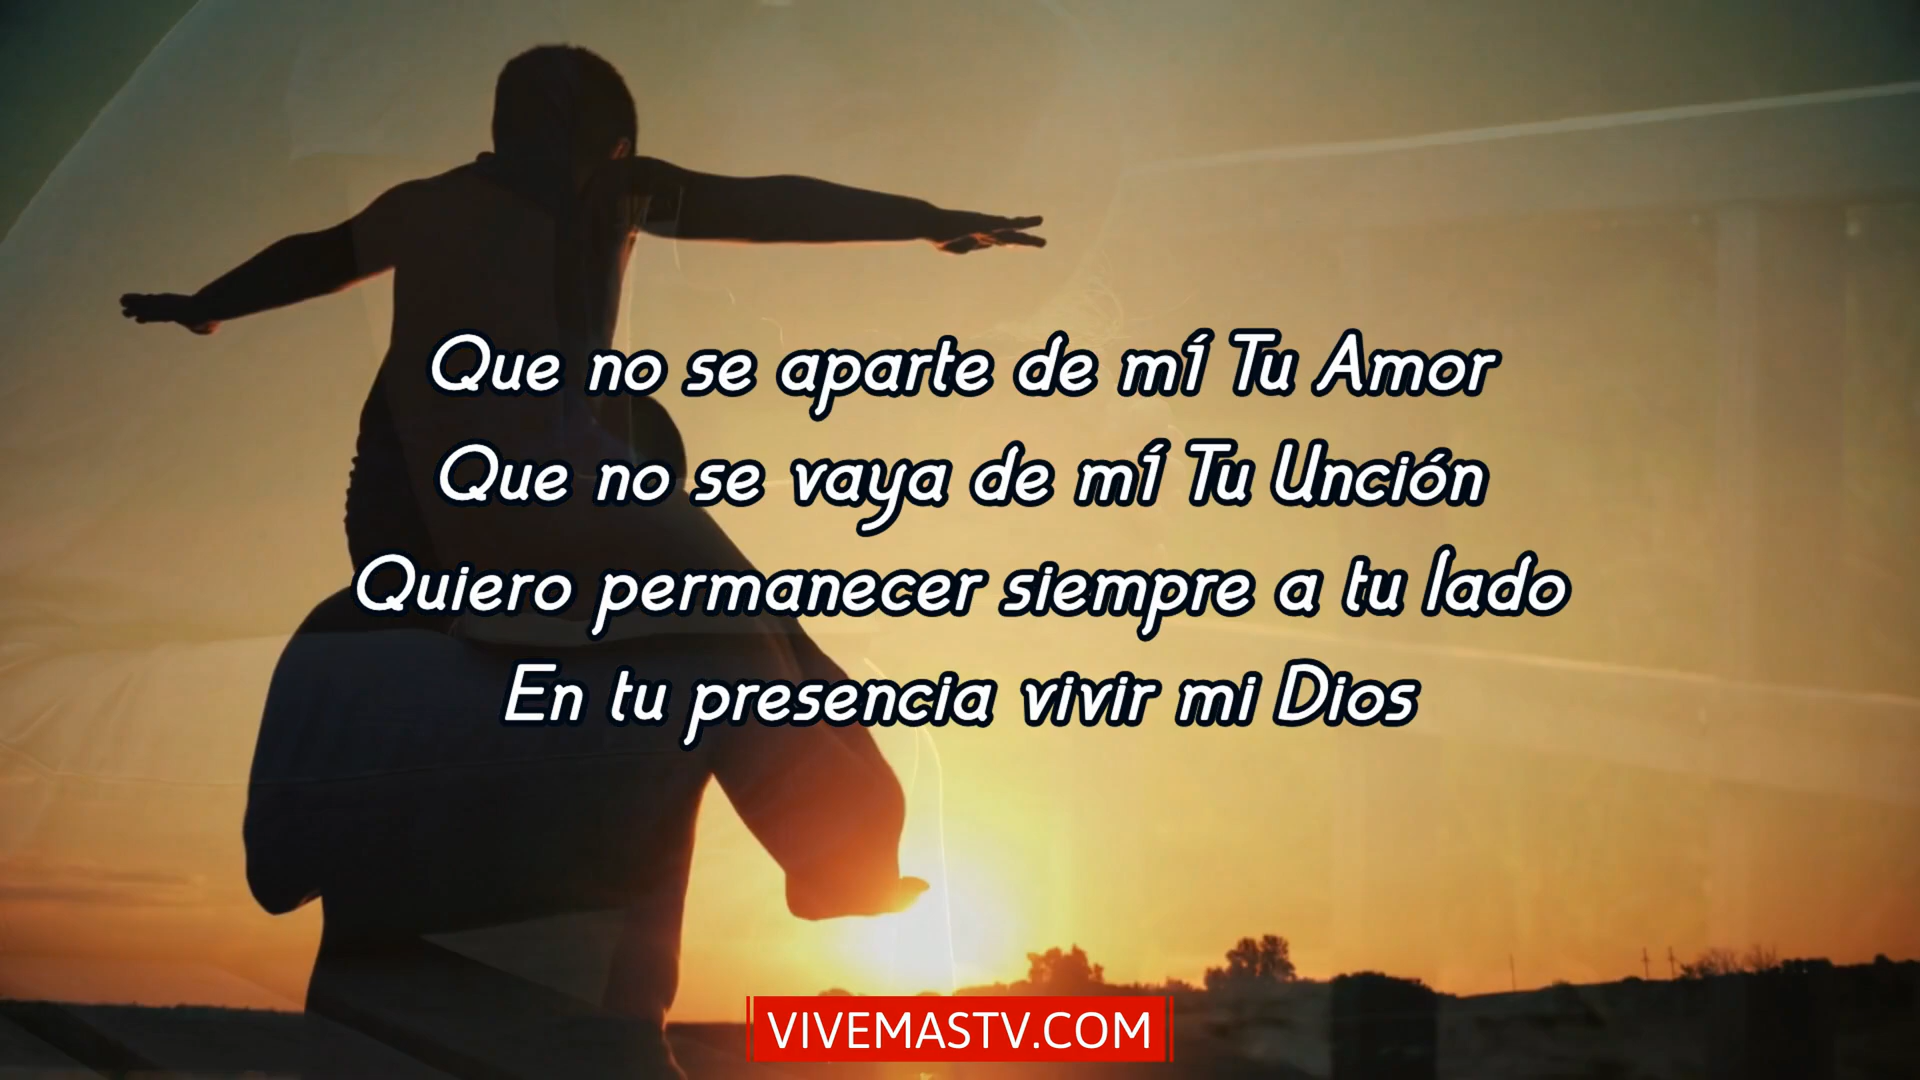 Que no se aparte de mí Tu Amor
Que no se vaya de mí Tu Unción
Quiero permanecer siempre a tu lado
En tu presencia vivir mi Dios
VIVEMASTV.COM